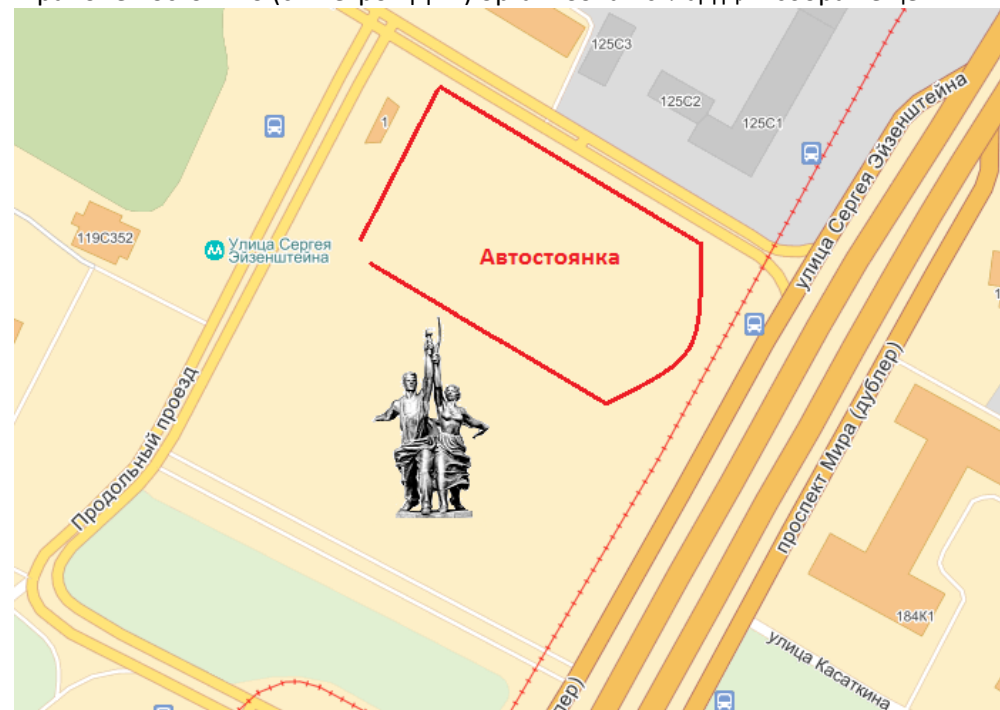 125С3
125С2
125С1
1
119С352
Улица Сергея
Эйзенштейна
Автостоянка
улица Сергея Эйзенштейна
Продольный проезд
проспект Мира (дублер)
184К1
улица Касаткина
лер)